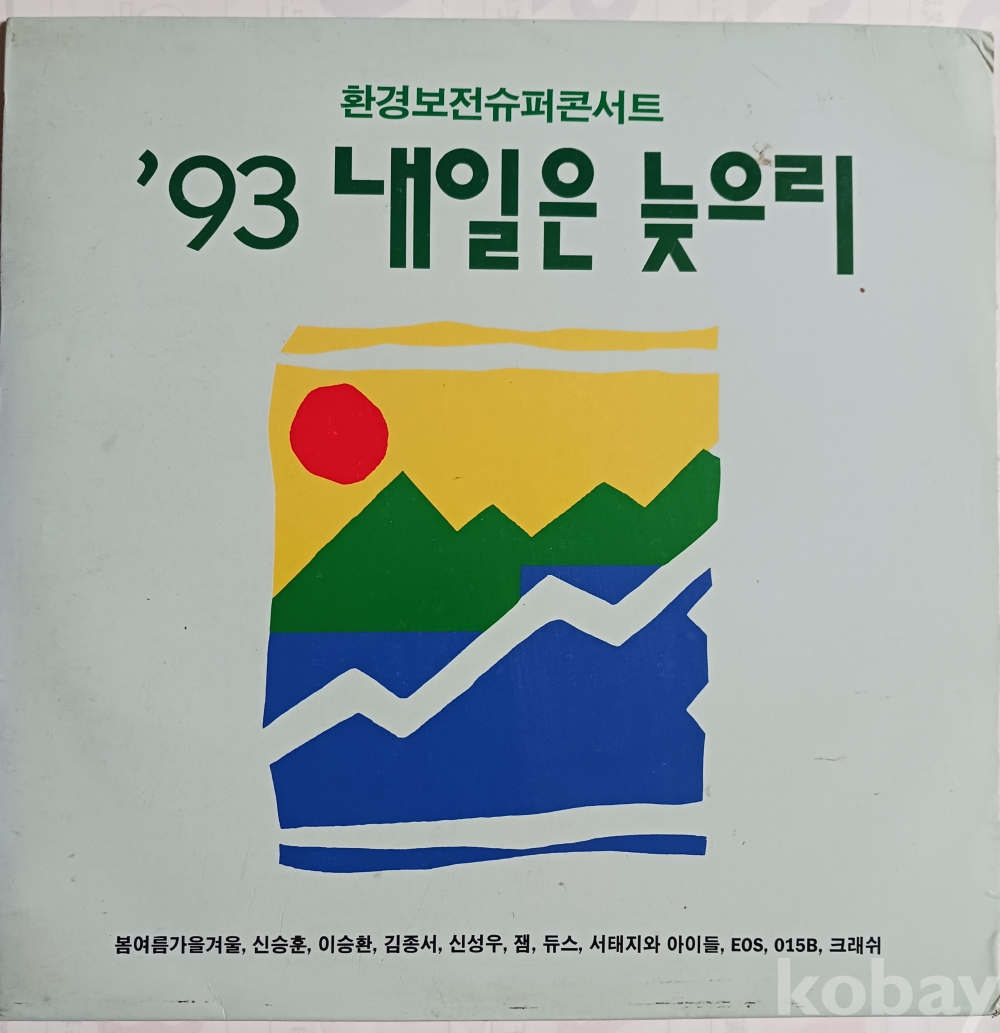 환경보전슈퍼콘서트
’93 내일은 늦으리
봄여름가을겨울, 신승훈, 이승환, 김종서, 신성우, 잼, 듀스, 서태지와 아이들, EOS, 015B, 크래쉬
kobay